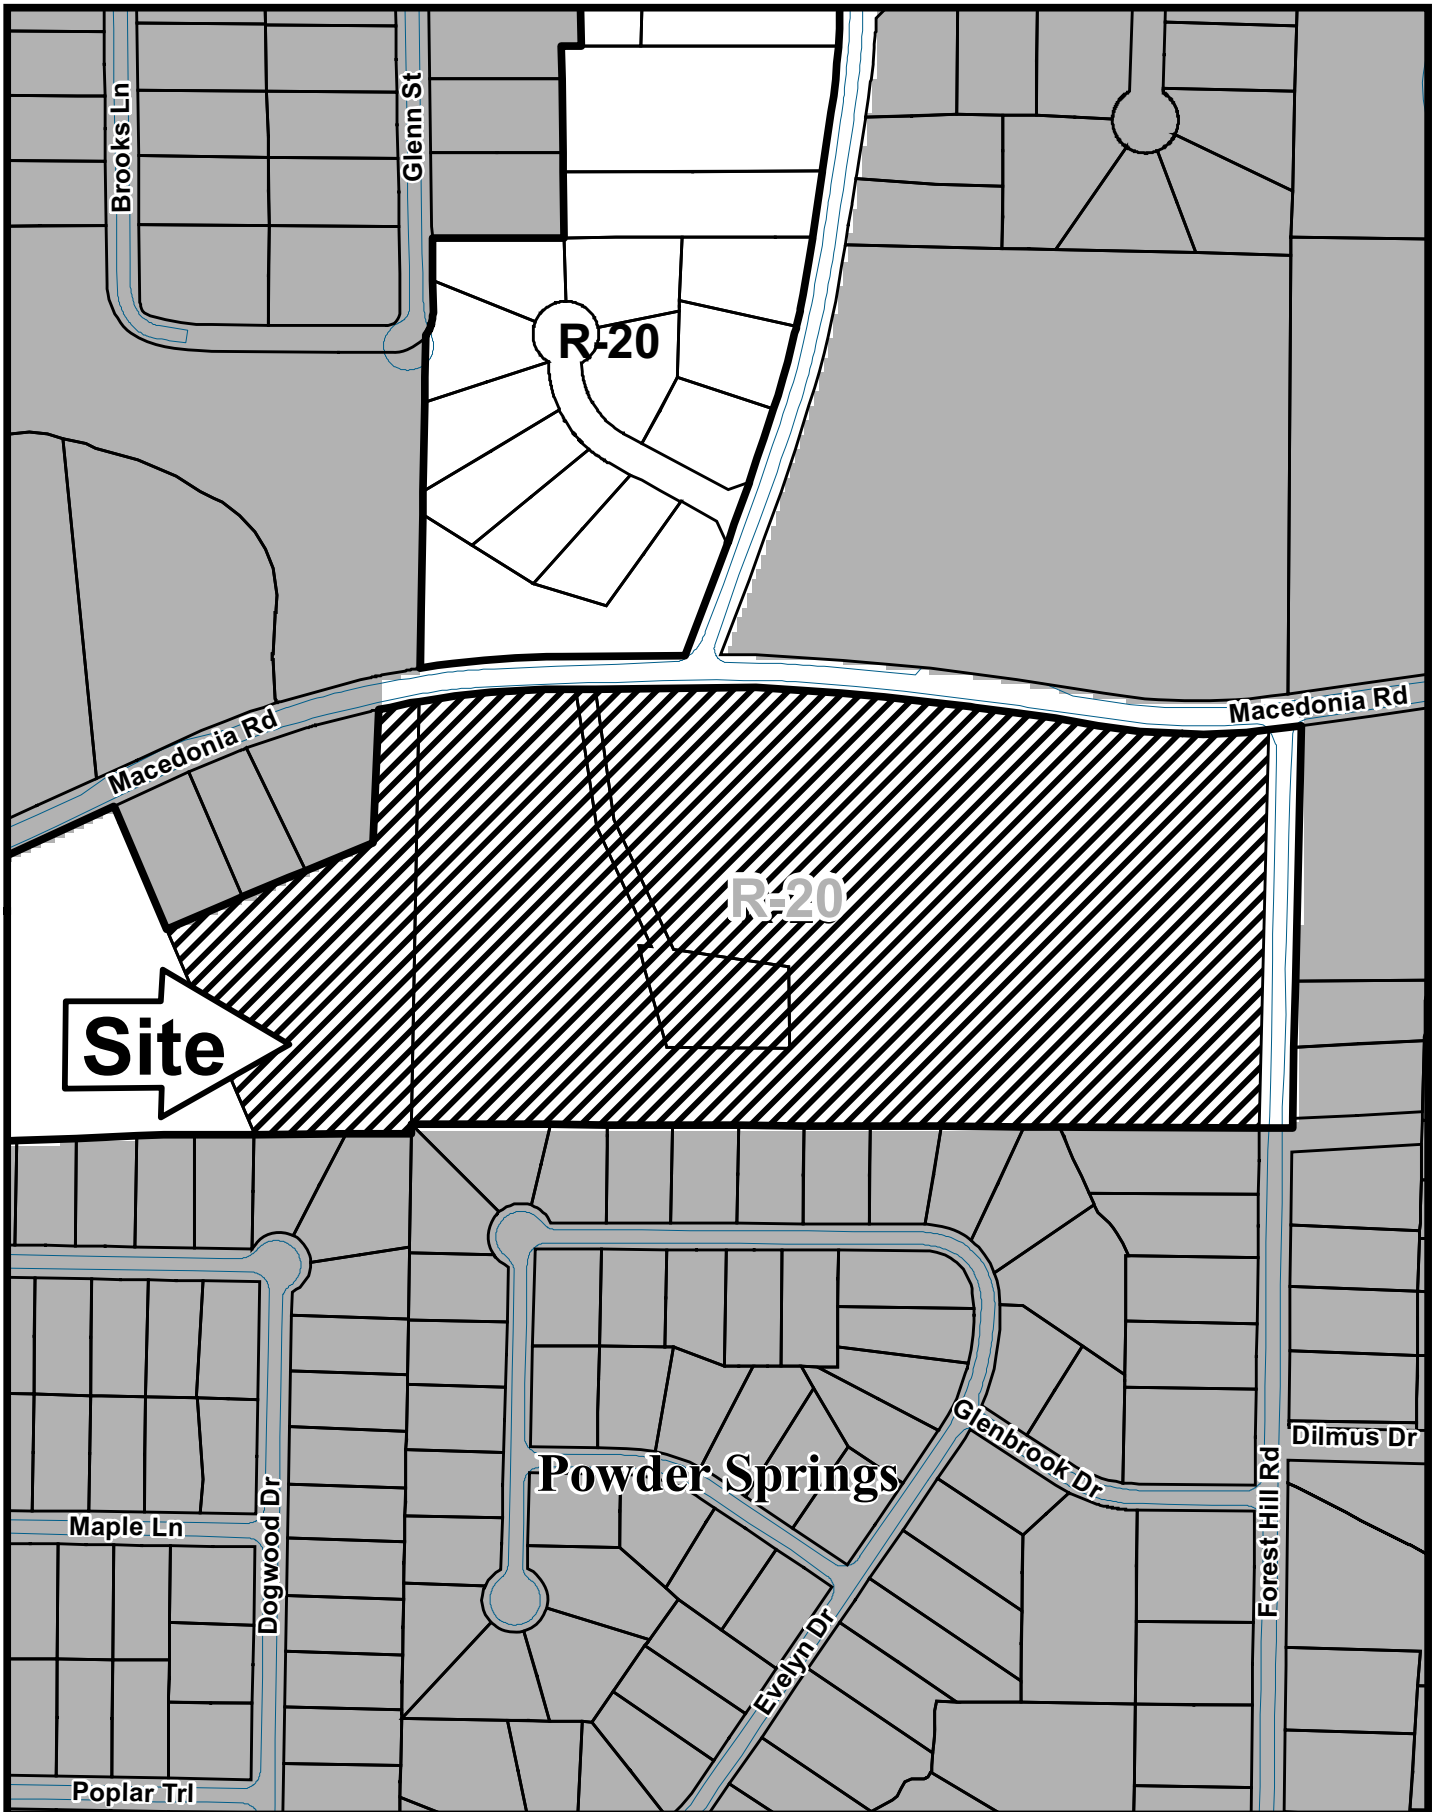 Brooks Ln
Glenn St
R-20
Macedonia Rd
Macedonia Rd
R-20
Site
Glenbrook Dr
Dilmus Dr
Powder Springs
Forest Hill Rd
Maple Ln
Dogwood Dr
Evelyn Dr
Poplar Trl